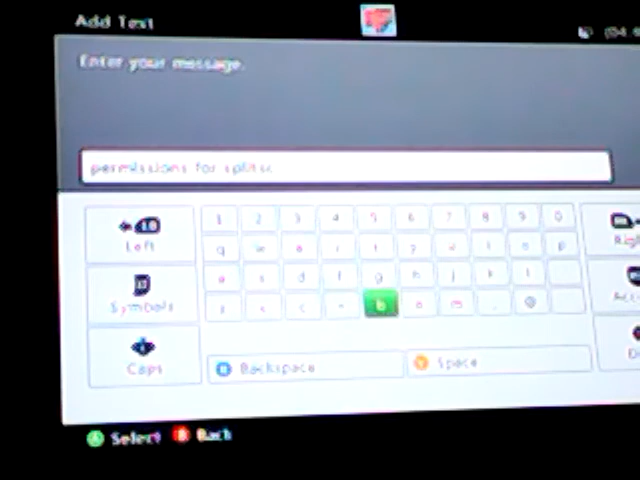 Add Text
Enter your message.
permissions for splitsc
Left
Symbols
Caps
1 2 3 4 5 6 7 8 9 0
q w e r t y u i o p
a s d f g h j k l
z x c v b n m . @
Backspace
Space
Select
Back